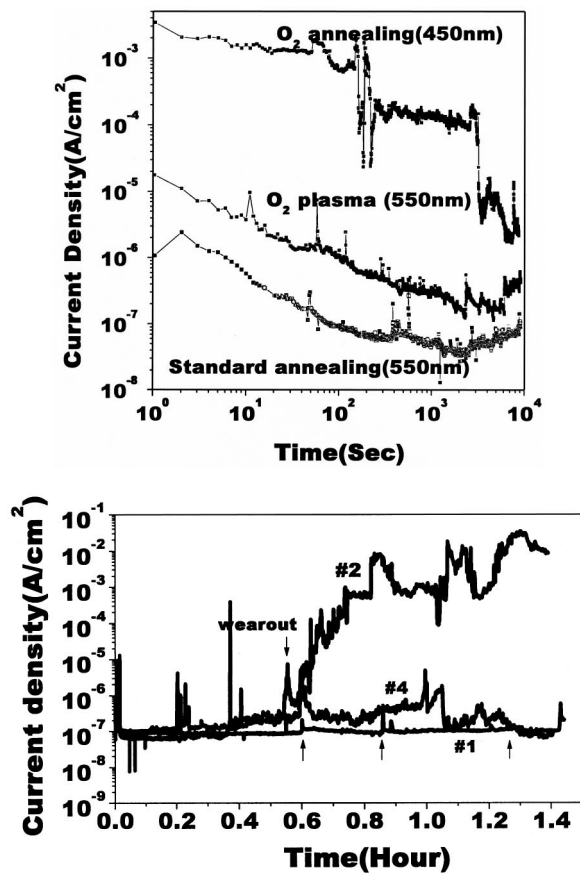 O2 annealing(450nm)
10^-3
10^-4
10^-5
O2 plasma (550nm)
10^-6
10^-7
Standard annealing(550nm)
10^-8
Current Density(A/cm^2)
10^0 10^1 10^2 10^3 10^4
Time(Sec)
10^-1
10^-2
#2
10^-3
10^-4
wearout
10^-5
#4
10^-6
10^-7
#1
10^-8
10^-9
Current density(A/cm^2)
0.0 0.2 0.4 0.6 0.8 1.0 1.2 1.4
Time(Hour)